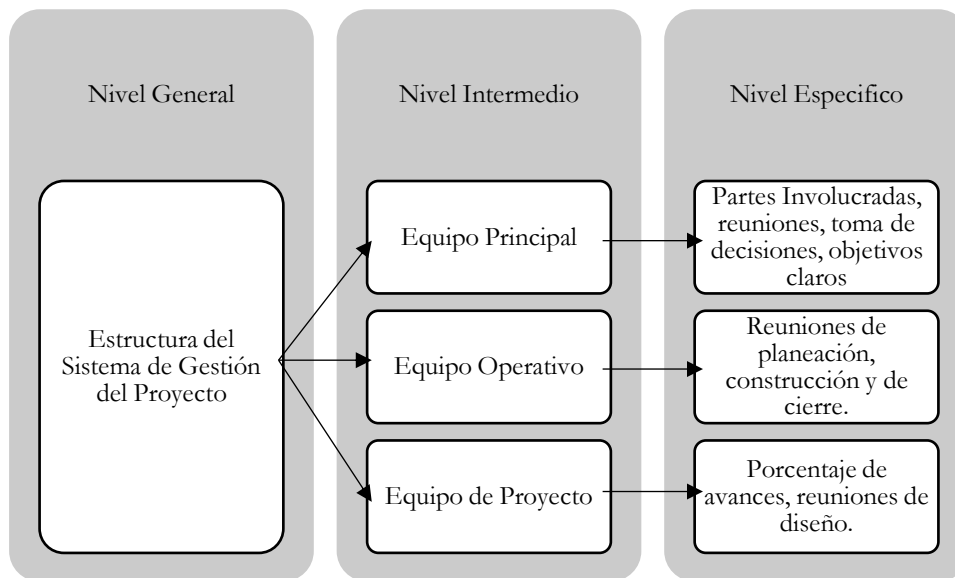 Nivel General
Nivel Intermedio
Nivel Especifico
Estructura del
Sistema de Gestión
del Proyecto
Equipo Principal
Equipo Operativo
Equipo de Proyecto
Partes Involucradas,
reuniones, toma de
decisiones, objetivos
claros
Reuniones de
planeación,
construcción y de
cierre.
Porcentaje de
avances, reuniones de
diseño.